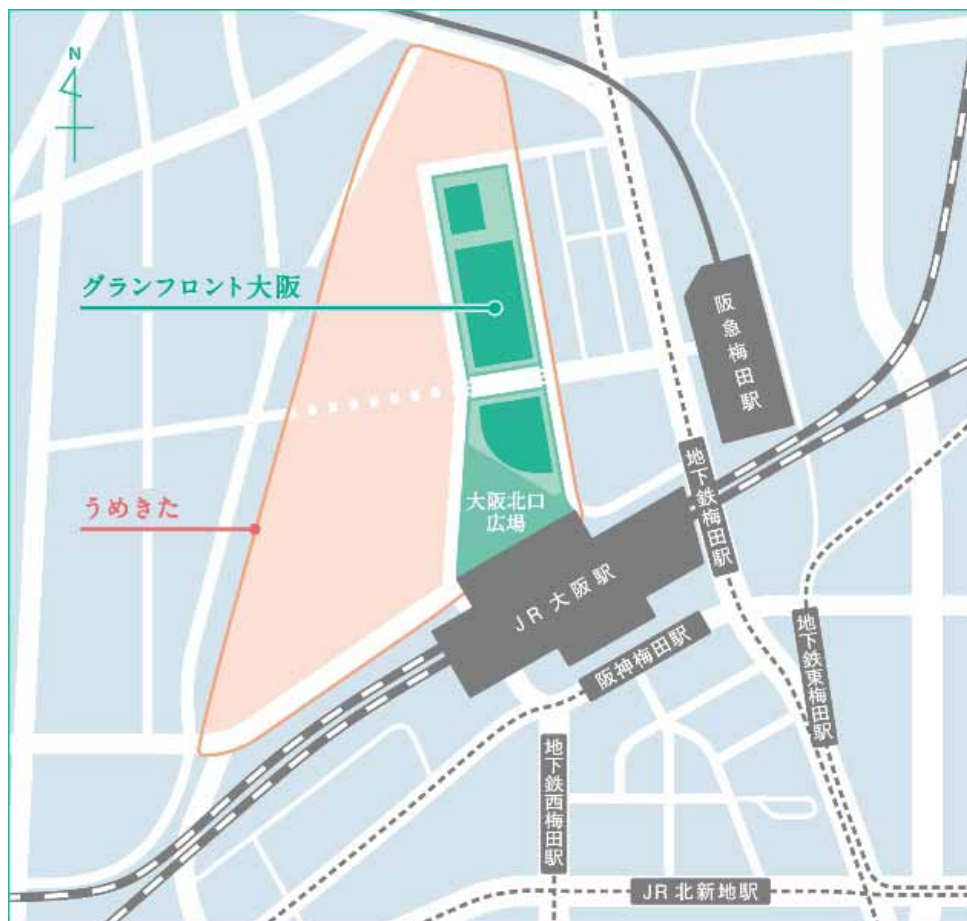 N
グランフロント大阪
うめきた
大阪北口
広場
阪急梅田駅
地下鉄梅田駅
JR大阪駅
阪神梅田駅
地下鉄東梅田駅
地下鉄西梅田駅
JR北新地駅